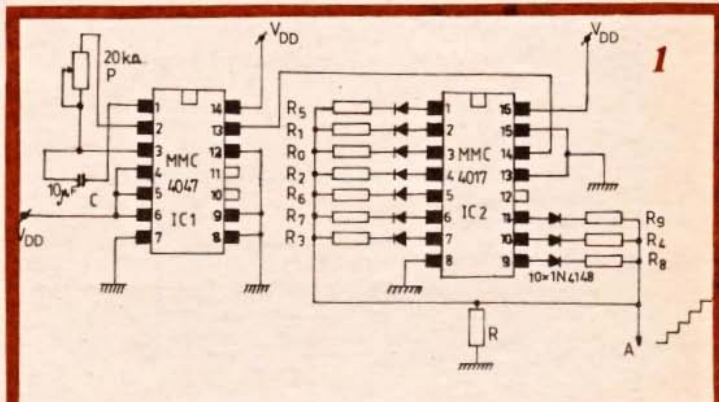 1
20kΩ
P
V_DD
V_DD
1
2
3
4
5
6
7
14
13
12
11
10
9
8
MMC
4047
IC1
10µF
C
V_DD
R5
R1
R0
R2
R6
R7
R3
1
2
3
4
5
6
7
8
16
15
14
13
12
11
10
9
MMC
4017
IC2
R9
R4
R8
10×1N4148
R
A